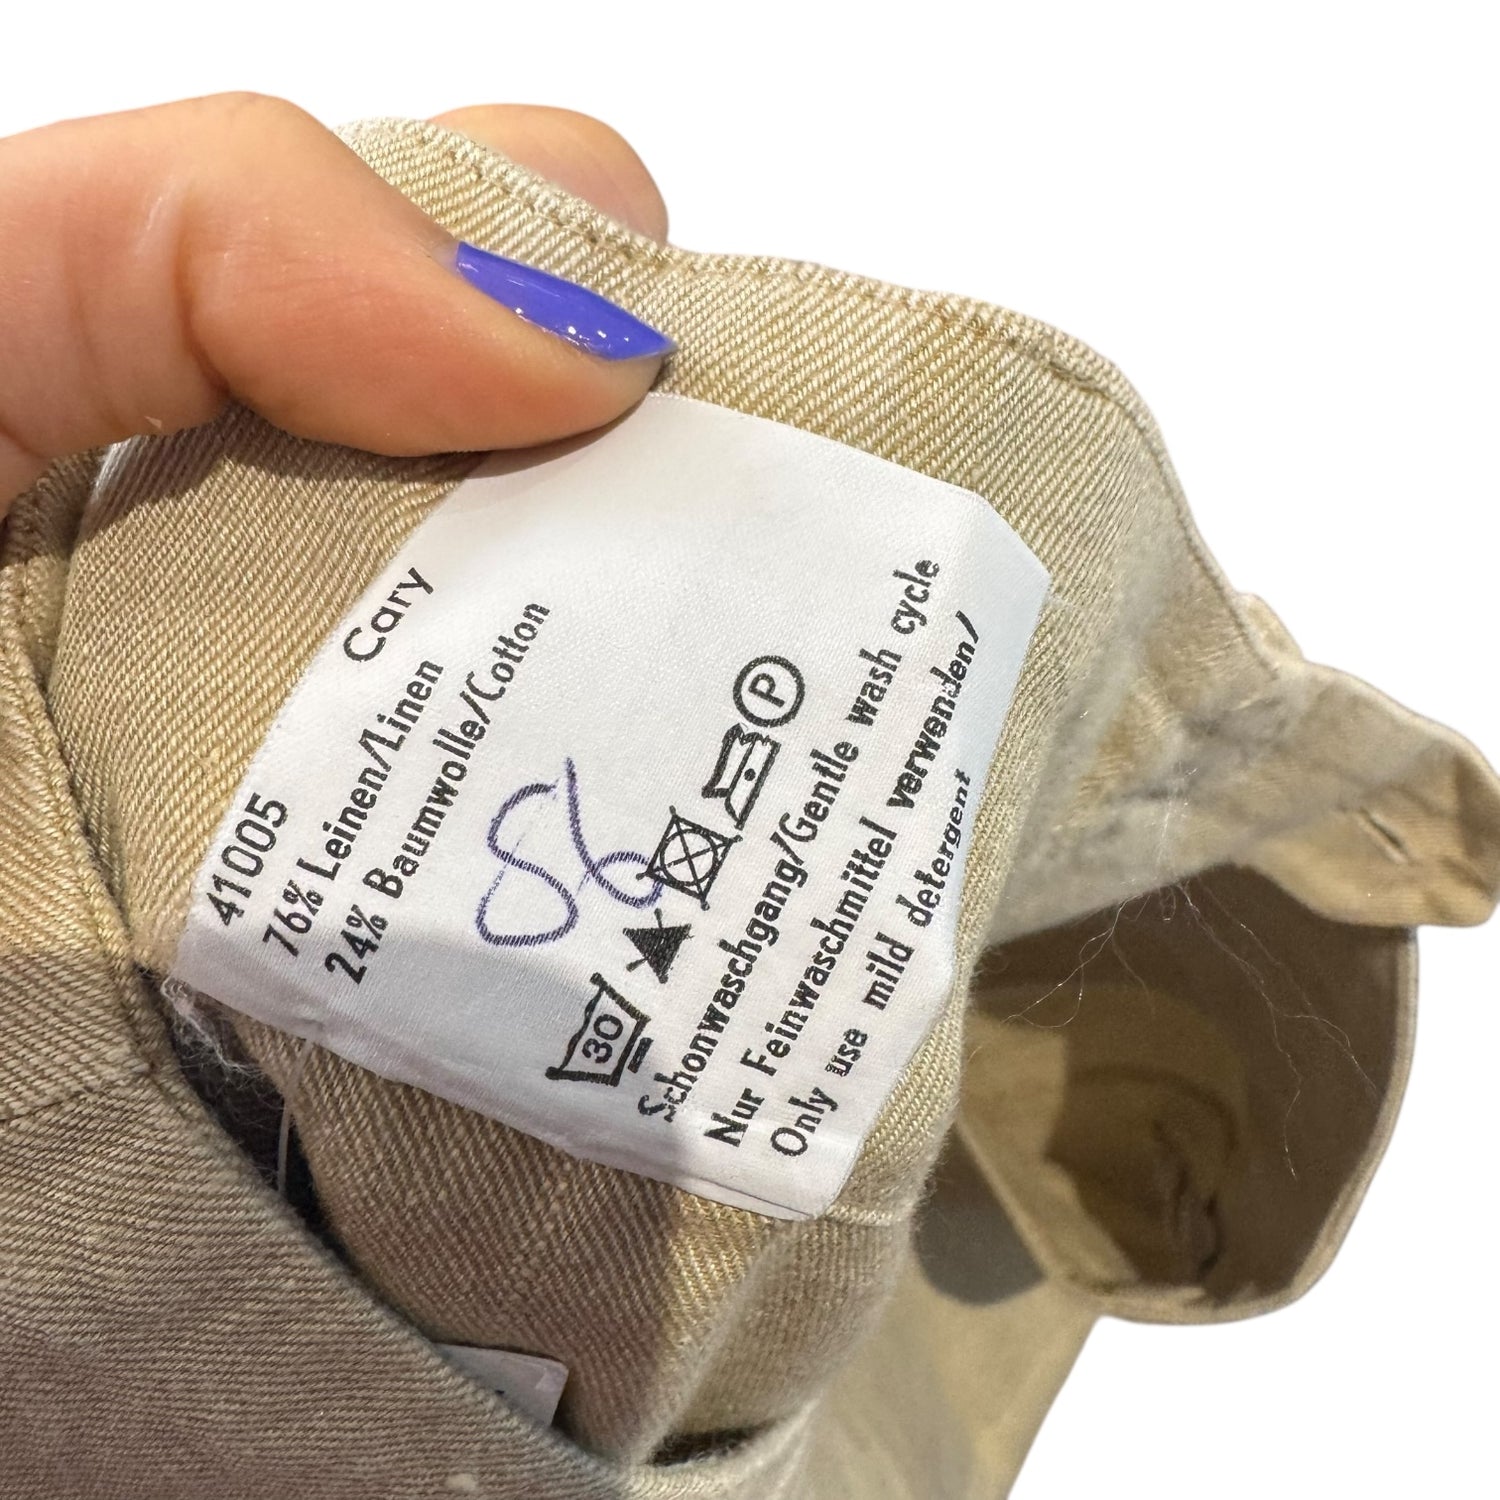 Cary
41005
76% Leinen/Linen
24% Baumwolle/Cotton
30
P
Schonwaschgang/Gentle wash cycle
Nur Feinwaschmittel verwenden/
Only use mild detergent